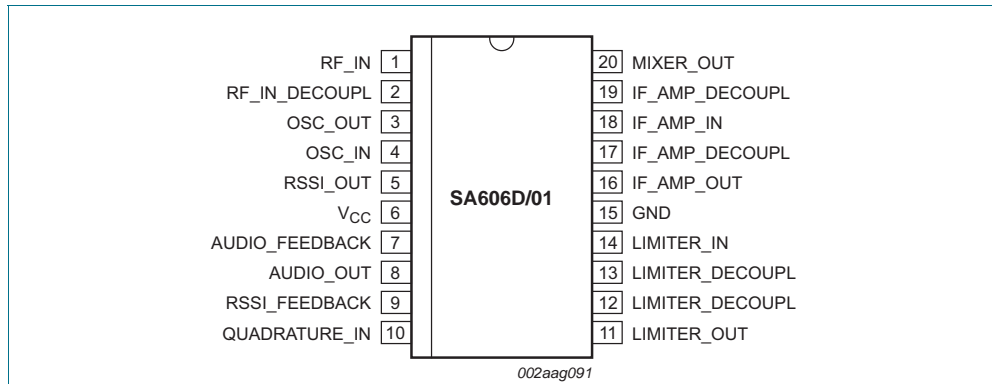 RF_IN 1
RF_IN_DECOUPL 2
OSC_OUT 3
OSC_IN 4
RSSI_OUT 5
VCC 6
AUDIO_FEEDBACK 7
AUDIO_OUT 8
RSSI_FEEDBACK 9
QUADRATURE_IN 10
SA606D/01
20 MIXER_OUT
19 IF_AMP_DECOUPL
18 IF_AMP_IN
17 IF_AMP_DECOUPL
16 IF_AMP_OUT
15 GND
14 LIMITER_IN
13 LIMITER_DECOUPL
12 LIMITER_DECOUPL
11 LIMITER_OUT
002aag091